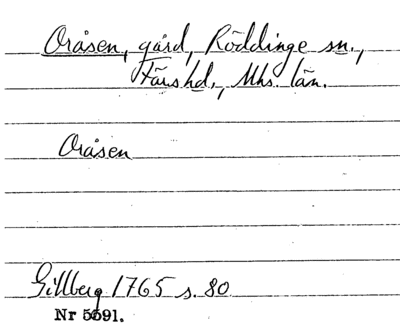 Oråsen, gård, Röddinge sn.,
Färs hd., Mhs. län.
Oråsen
Gillberg 1765 s. 80
Nr 5591.